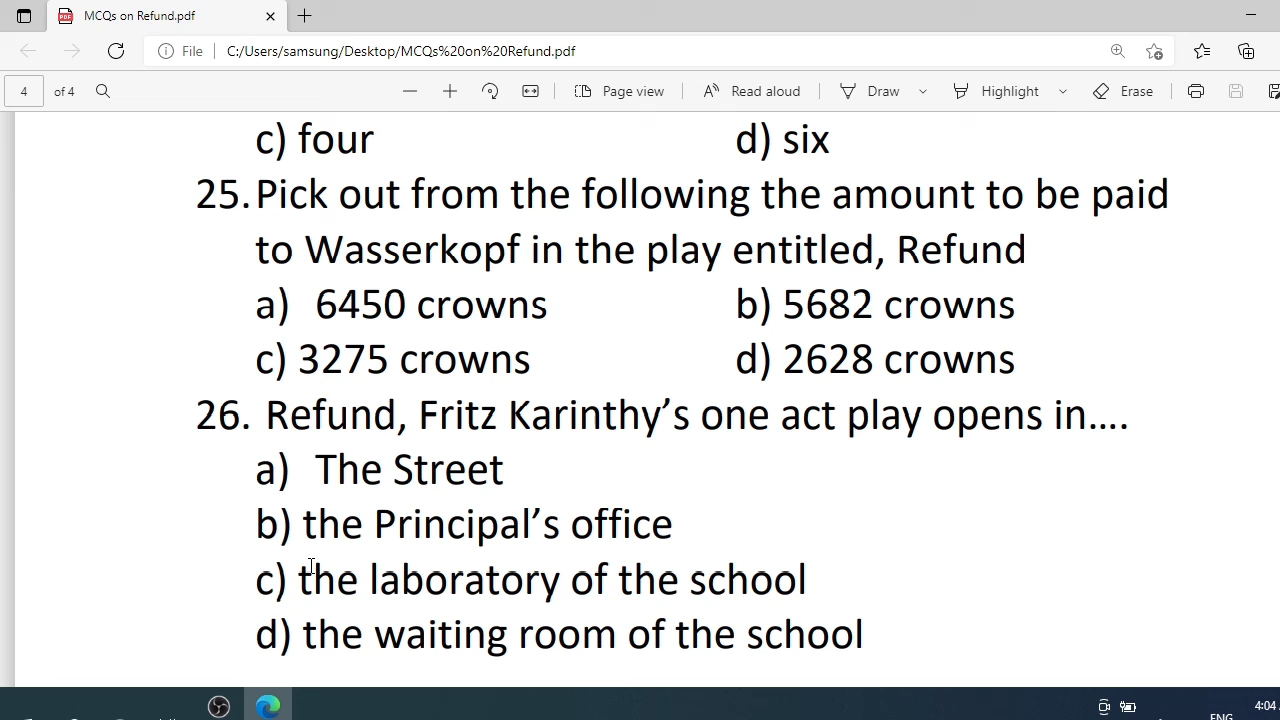 MCQs on Refund.pdf
File C:/Users/samsung/Desktop/MCQs%20on%20Refund.pdf
4 of 4 Page view Read aloud Draw Highlight Erase
c) four d) six
25. Pick out from the following the amount to be paid
to Wasserkopf in the play entitled, Refund
a) 6450 crowns b) 5682 crowns
c) 3275 crowns d) 2628 crowns
26. Refund, Fritz Karinthy’s one act play opens in....
a) The Street
b) the Principal’s office
c) the laboratory of the school
d) the waiting room of the school
4:04
ENG